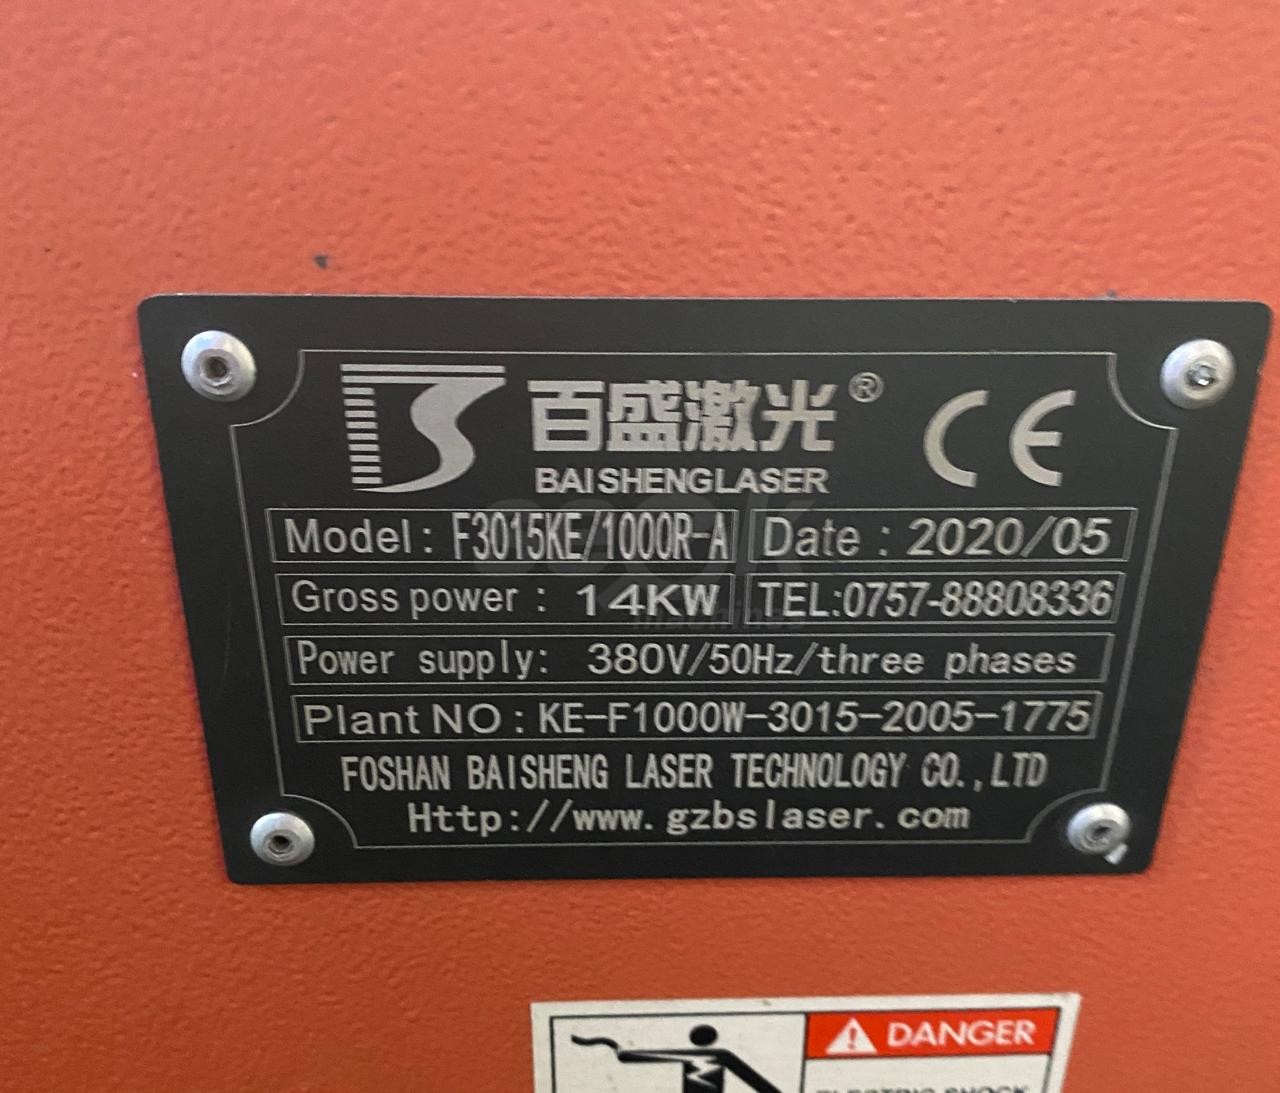 百盛激光®
BAISHENGLASER
CE
Model: F3015KE/1000R-A
Date : 2020/05
Gross power : 14KW
TEL:0757-88808336
Power supply: 380V/50Hz/three phases
Plant NO : KE-F1000W-3015-2005-1775
FOSHAN BAISHENG LASER TECHNOLOGY CO.,LTD
Http://www.gzbslaser.com
DANGER
ELECTRIC SHOCK